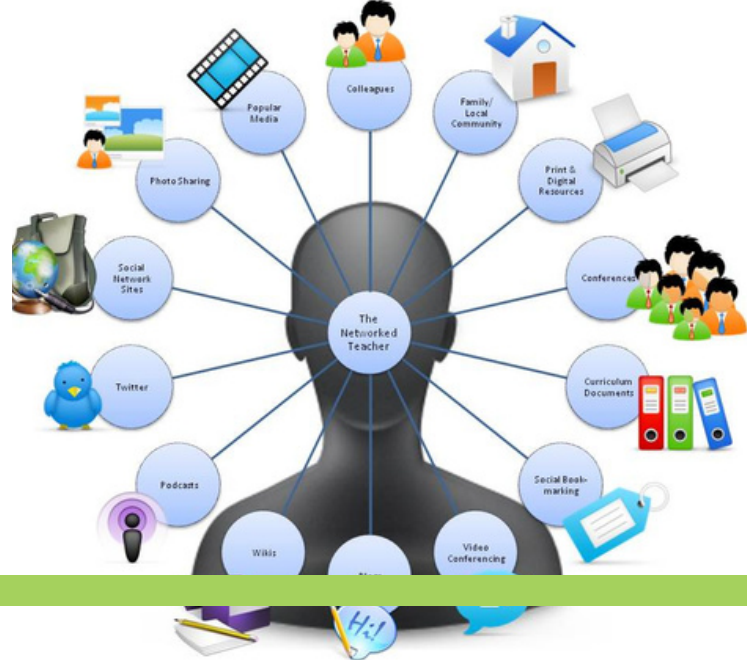 Colleagues
Popular
Media
Family/
Local
Community
Photo Sharing
Print &
Digital
Resources
Social
Network
Sites
Conferences
The
Networked
Teacher
Twitter
Curriculum
Documents
Podcasts
Social Book-
marking
Wikis
Video
Conferencing
Hi!